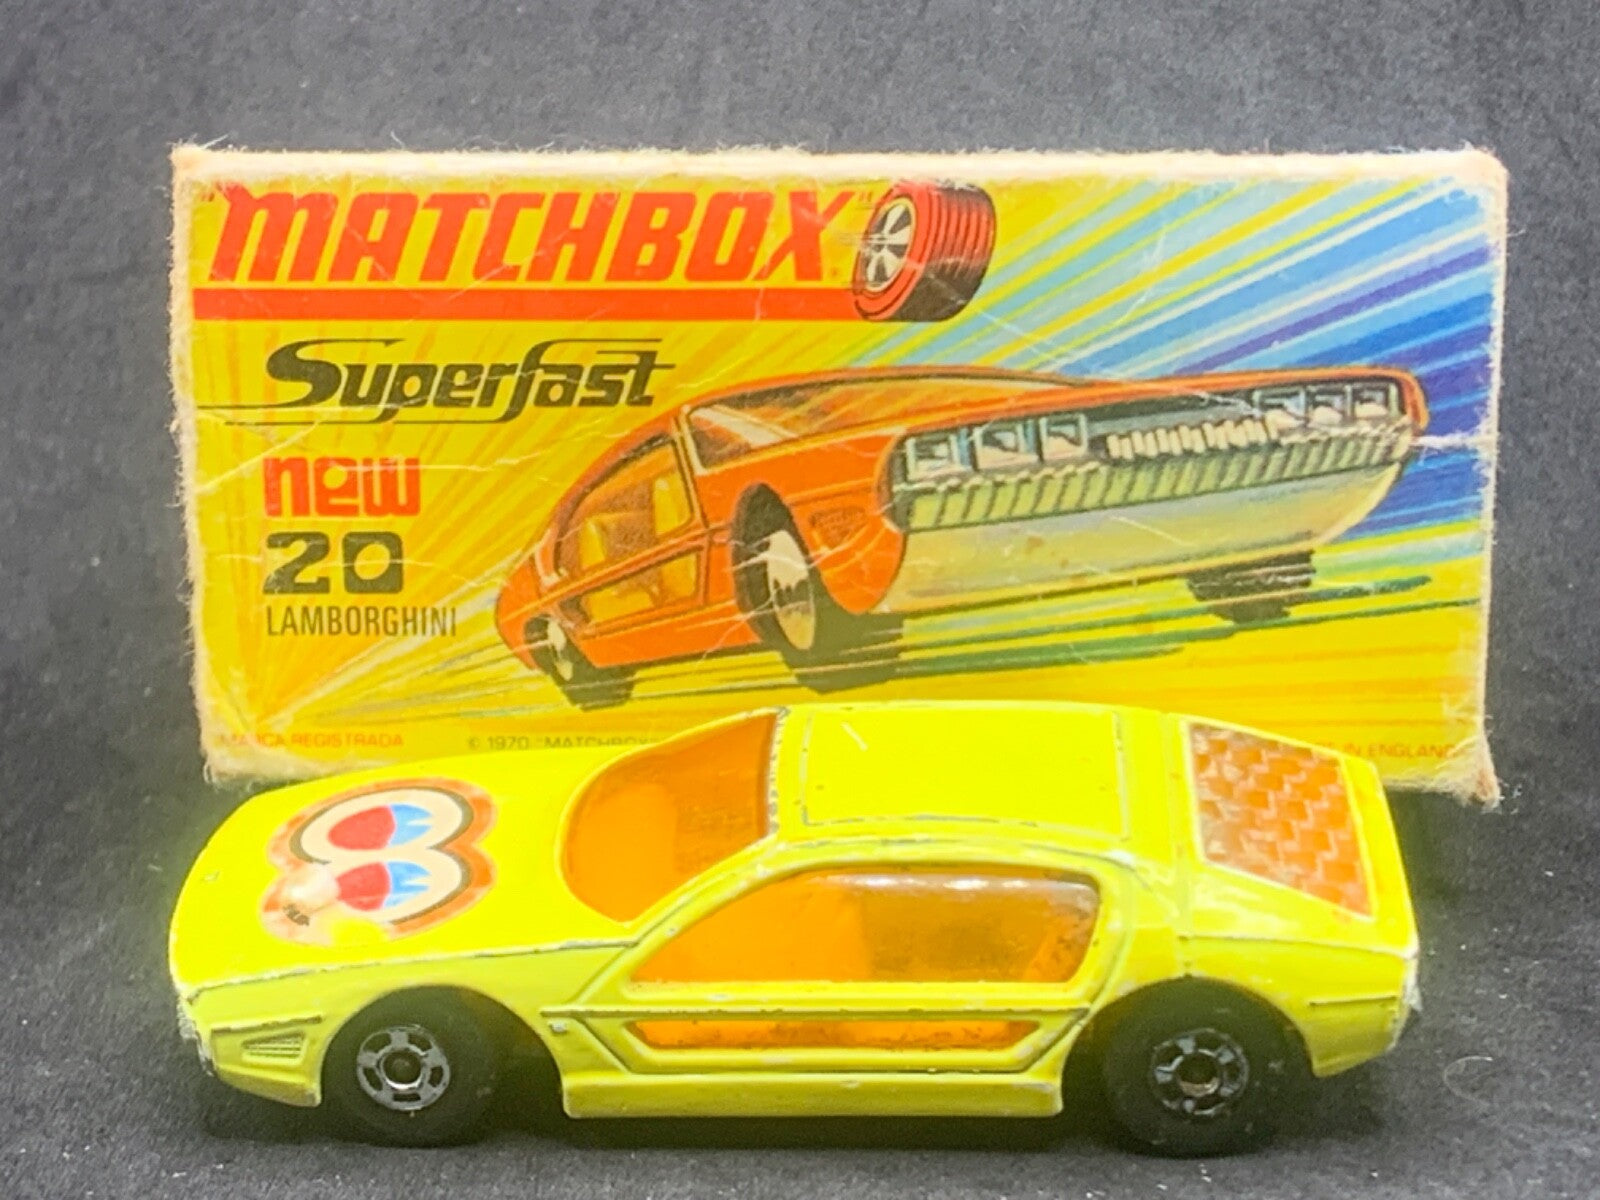 "MATCHBOX"
Superfast
new
20
LAMBORGHINI
MARCA REGISTRADA © 1970 "MATCHBOX" IN ENGLAND